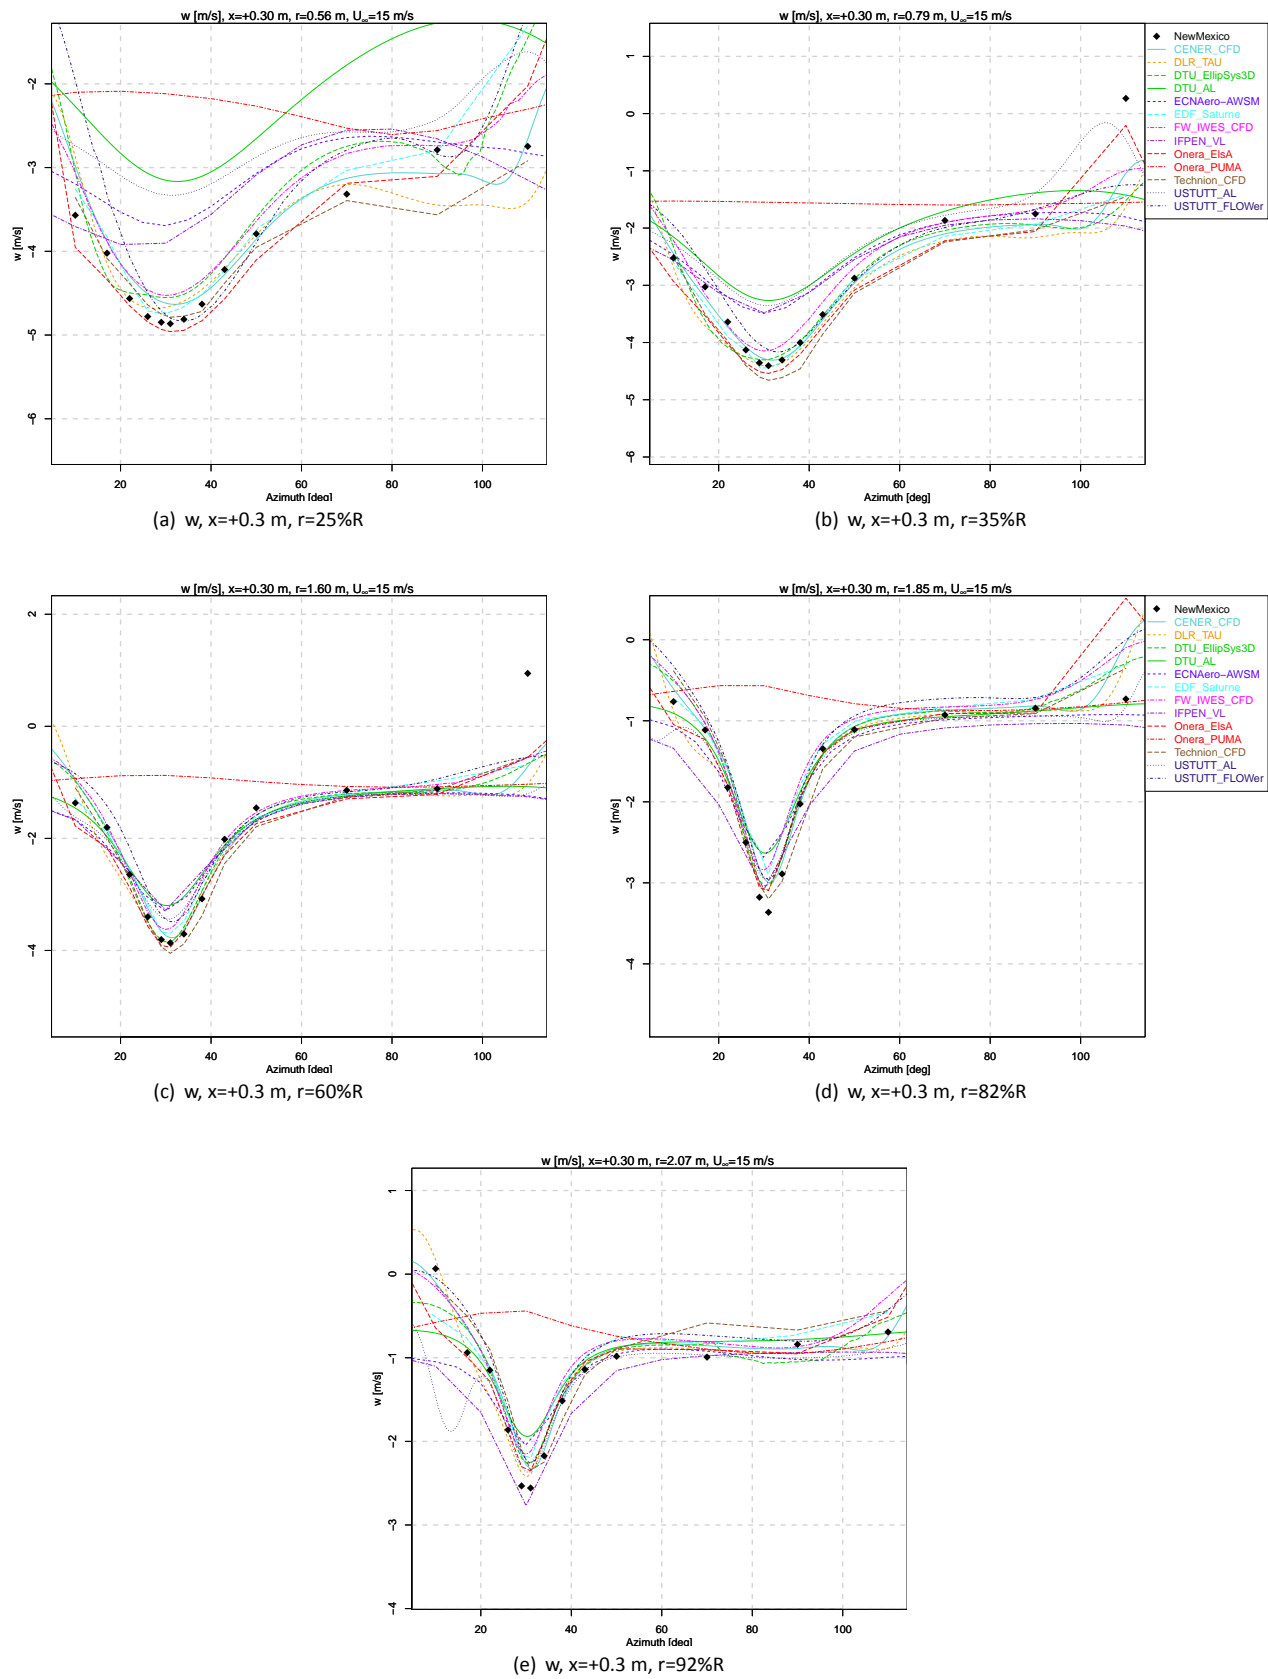 w [m/s], x=+0.30 m, r=0.56 m, U∞=15 m/s
w [m/s]
-2
-3
-4
-5
-6
20 40 60 80 100
Azimuth [deg]
(a) w, x=+0.3 m, r=25%R
w [m/s], x=+0.30 m, r=0.79 m, U∞=15 m/s
w [m/s]
1
0
-1
-2
-3
-4
-5
-6
20 40 60 80 100
Azimuth [deg]
NewMexico
CENER_CFD
DLR_TAU
DTU_EllipSys3D
DTU_AL
ECNAero-AWSM
EDF_Saturne
FW_IWES_CFD
IFPEN_VL
Onera_ElsA
Onera_PUMA
Technion_CFD
USTUTT_AL
USTUTT_FLOWer
(b) w, x=+0.3 m, r=35%R
w [m/s], x=+0.30 m, r=1.60 m, U∞=15 m/s
w [m/s]
2
0
-2
-4
20 40 60 80 100
Azimuth [deg]
(c) w, x=+0.3 m, r=60%R
w [m/s], x=+0.30 m, r=1.85 m, U∞=15 m/s
w [m/s]
0
-1
-2
-3
-4
20 40 60 80 100
Azimuth [deg]
NewMexico
CENER_CFD
DLR_TAU
DTU_EllipSys3D
DTU_AL
ECNAero-AWSM
EDF_Saturne
FW_IWES_CFD
IFPEN_VL
Onera_ElsA
Onera_PUMA
Technion_CFD
USTUTT_AL
USTUTT_FLOWer
(d) w, x=+0.3 m, r=82%R
w [m/s], x=+0.30 m, r=2.07 m, U∞=15 m/s
w [m/s]
1
0
-1
-2
-3
-4
20 40 60 80 100
Azimuth [deg]
(e) w, x=+0.3 m, r=92%R